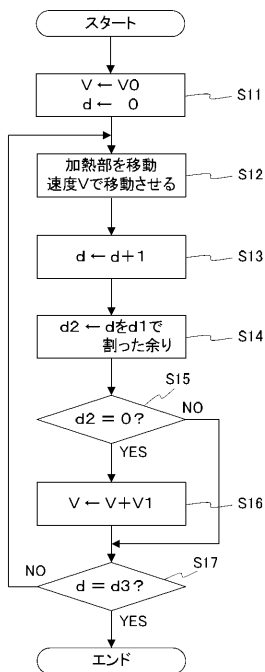 スタート
V ← V0
d ← 0
S11
加熱部を移動
速度Vで移動させる
S12
d ← d+1
S13
d2 ← dをd1で
割った余り
S14
S15
d2 = 0?
NO
YES
V ← V+V1
S16
S17
NO
d = d3?
YES
エンド